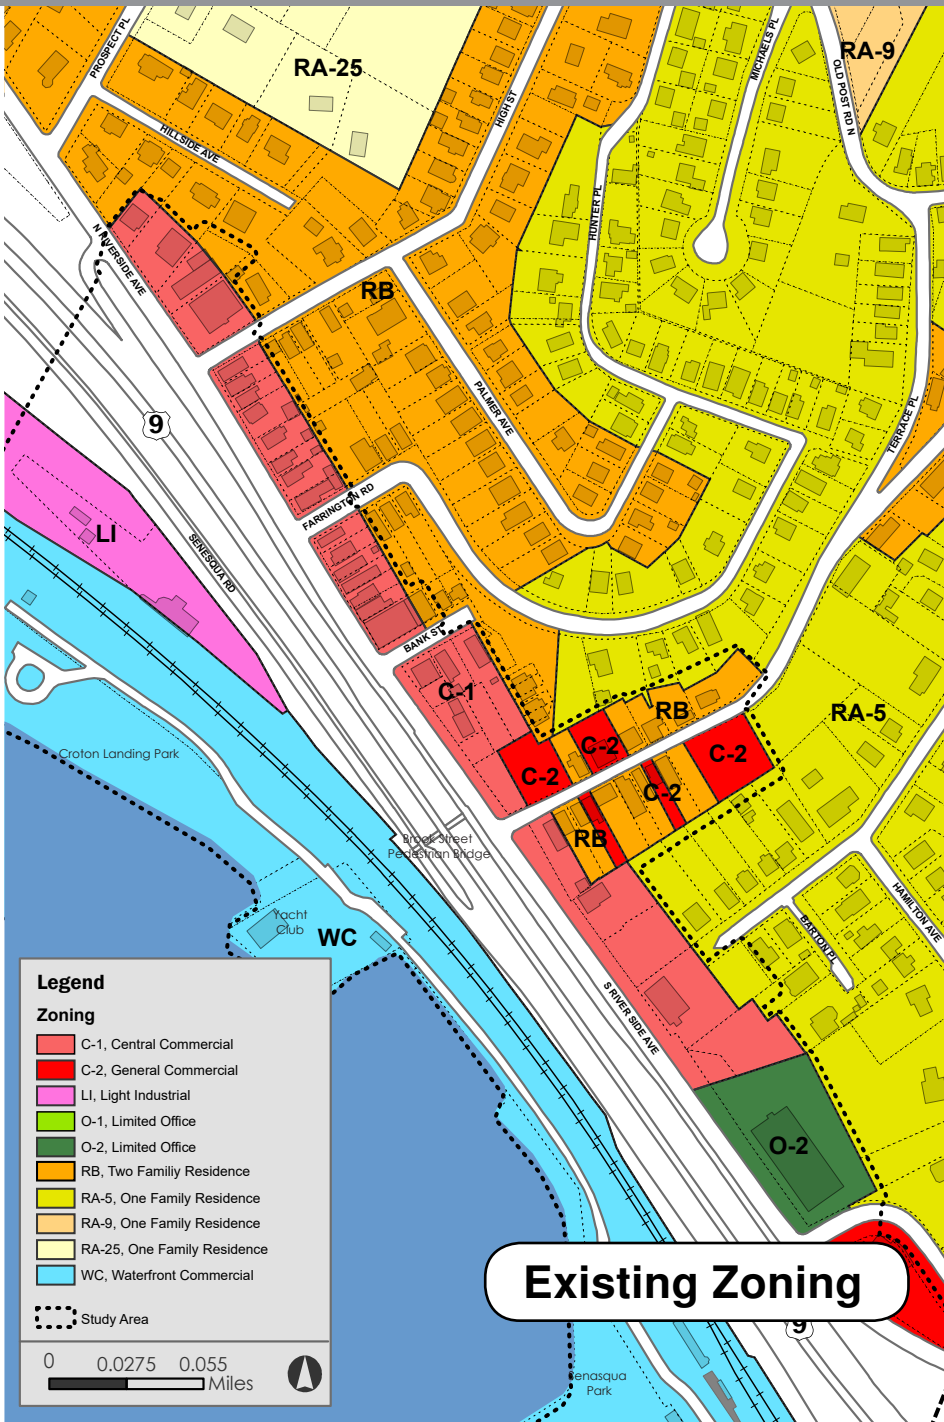 PROSPECT PL
RA-25
MICHAELS PL
OLD POST RD N
RA-9
HIGH ST
HILLSIDE AVE
HUNTER PL
N RIVERSIDE AVE
RB
PALMER AVE
TERRACE PL
9
FARRINGTON RD
LI
SENESQUA RD
BANK ST
C-1
RB
RA-5
C-2
C-2
C-2
C-2
Croton Landing Park
RB
Brook Street
Pedestrian Bridge
HAMILTON AVE
BARTON PL
Yacht
Club
WC
S RIVER SIDE AVE
O-2
Legend
Zoning
C-1, Central Commercial
C-2, General Commercial
LI, Light Industrial
O-1, Limited Office
O-2, Limited Office
RB, Two Familiy Residence
RA-5, One Family Residence
RA-9, One Family Residence
RA-25, One Family Residence
WC, Waterfront Commercial
Study Area
0 0.0275 0.055
Miles
Existing Zoning
9
Senasqua
Park